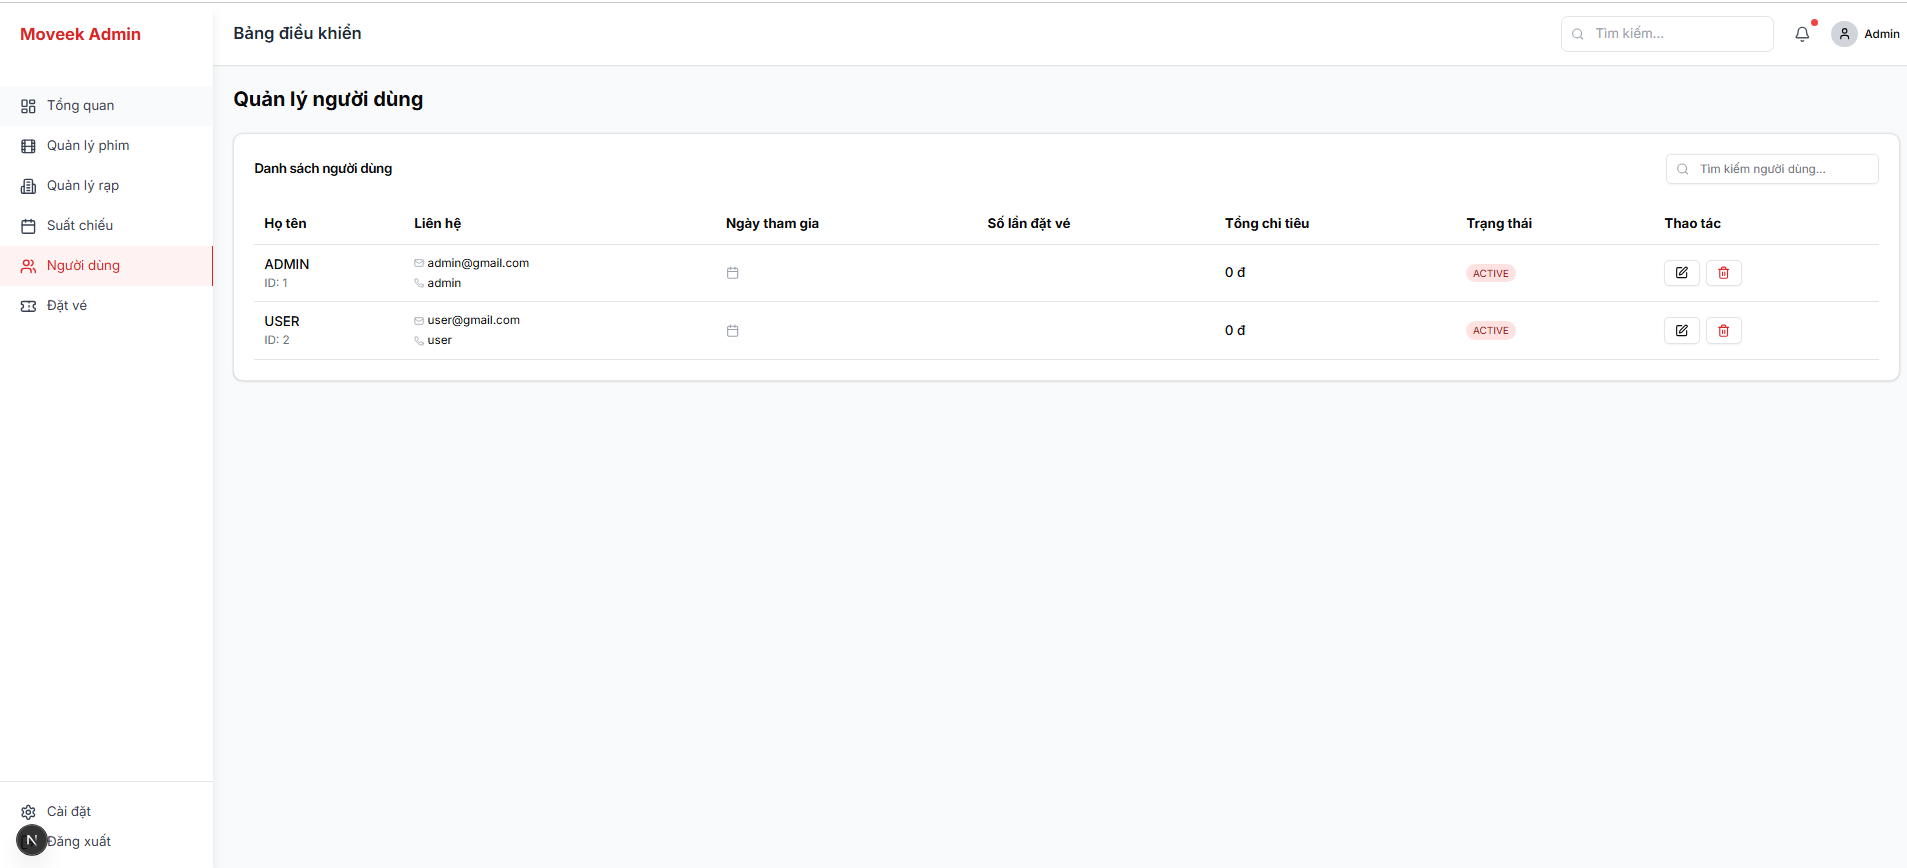 Moveek Admin
Bảng điều khiển
Tìm kiếm...
Admin
Tổng quan
Quản lý phim
Quản lý rạp
Suất chiếu
Người dùng
Đặt vé
Quản lý người dùng
Danh sách người dùng
Tìm kiếm người dùng...
Họ tên Liên hệ Ngày tham gia Số lần đặt vé Tổng chi tiêu Trạng thái Thao tác
ADMIN admin@gmail.com 0 đ ACTIVE
ID: 1 admin
USER user@gmail.com 0 đ ACTIVE
ID: 2 user
Cài đặt
N Đăng xuất